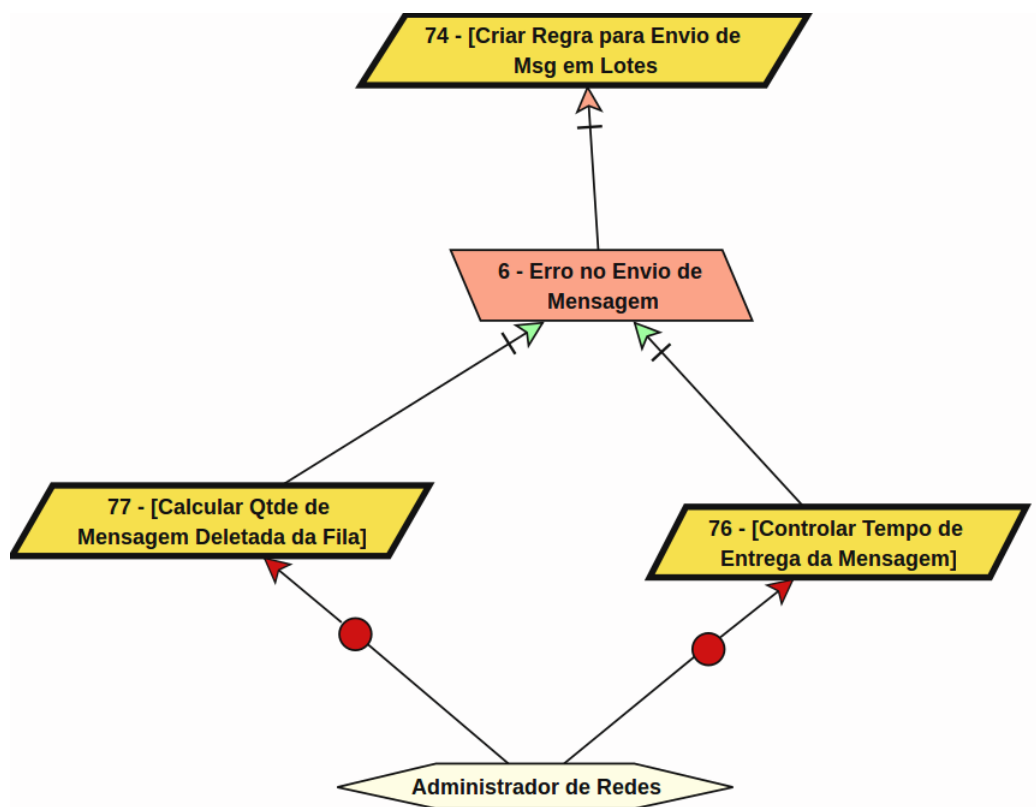 74 - [Criar Regra para Envio de
Msg em Lotes
6 - Erro no Envio de
Mensagem
77 - [Calcular Qtde de
Mensagem Deletada da Fila]
76 - [Controlar Tempo de
Entrega da Mensagem]
Administrador de Redes